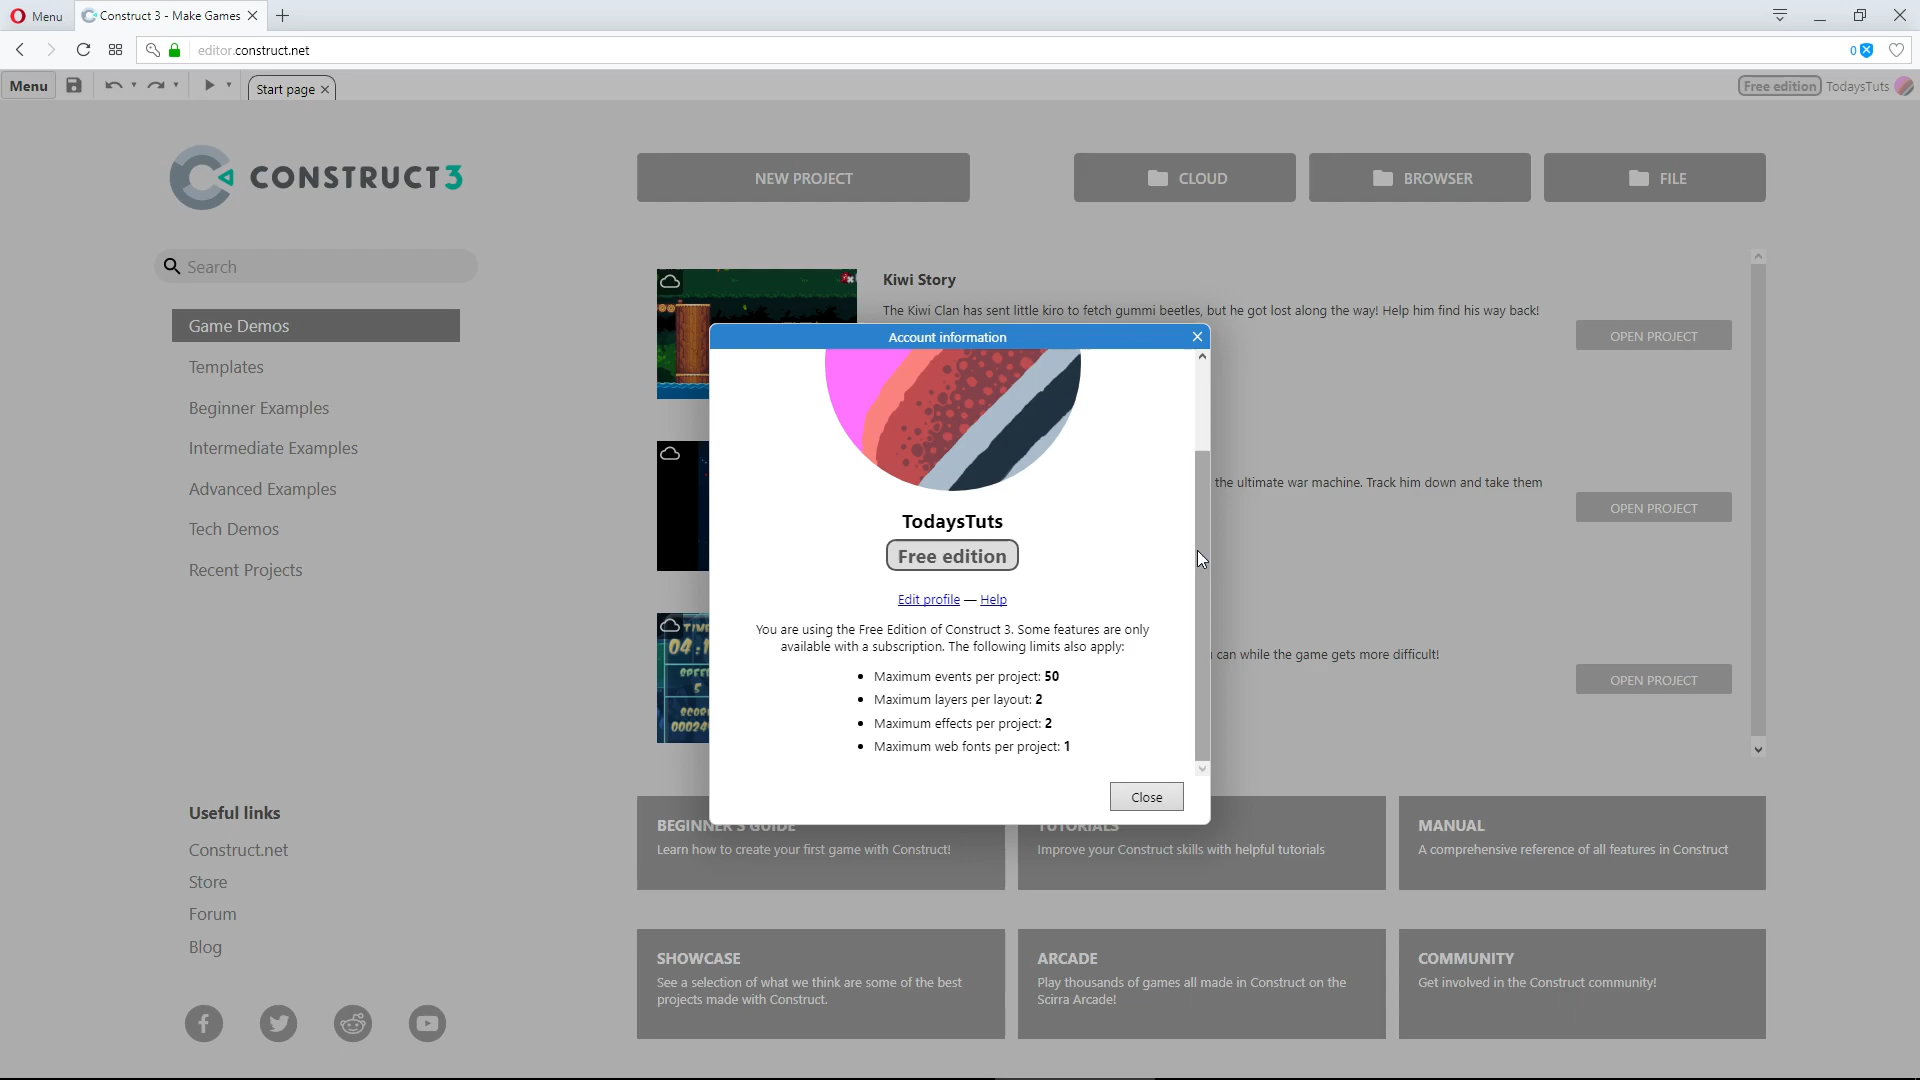 Menu
Construct 3 - Make Games
editor.construct.net
0
Menu
Start page
Free edition
TodaysTuts
CONSTRUCT 3
NEW PROJECT
CLOUD
BROWSER
FILE
Search
Game Demos
Templates
Beginner Examples
Intermediate Examples
Advanced Examples
Tech Demos
Recent Projects
Kiwi Story
The Kiwi Clan has sent little kiro to fetch gummi beetles, but he got lost along the way! Help him find his way back!
OPEN PROJECT
the ultimate war machine. Track him down and take them
OPEN PROJECT
can while the game gets more difficult!
OPEN PROJECT
Account information
TodaysTuts
Free edition
Edit profile — Help
You are using the Free Edition of Construct 3. Some features are only
available with a subscription. The following limits also apply:
• Maximum events per project: 50
• Maximum layers per layout: 2
• Maximum effects per project: 2
• Maximum web fonts per project: 1
Close
Useful links
Construct.net
Store
Forum
Blog
BEGINNER'S GUIDE
Learn how to create your first game with Construct!
TUTORIALS
Improve your Construct skills with helpful tutorials
MANUAL
A comprehensive reference of all features in Construct
SHOWCASE
See a selection of what we think are some of the best
projects made with Construct.
ARCADE
Play thousands of games all made in Construct on the
Scirra Arcade!
COMMUNITY
Get involved in the Construct community!